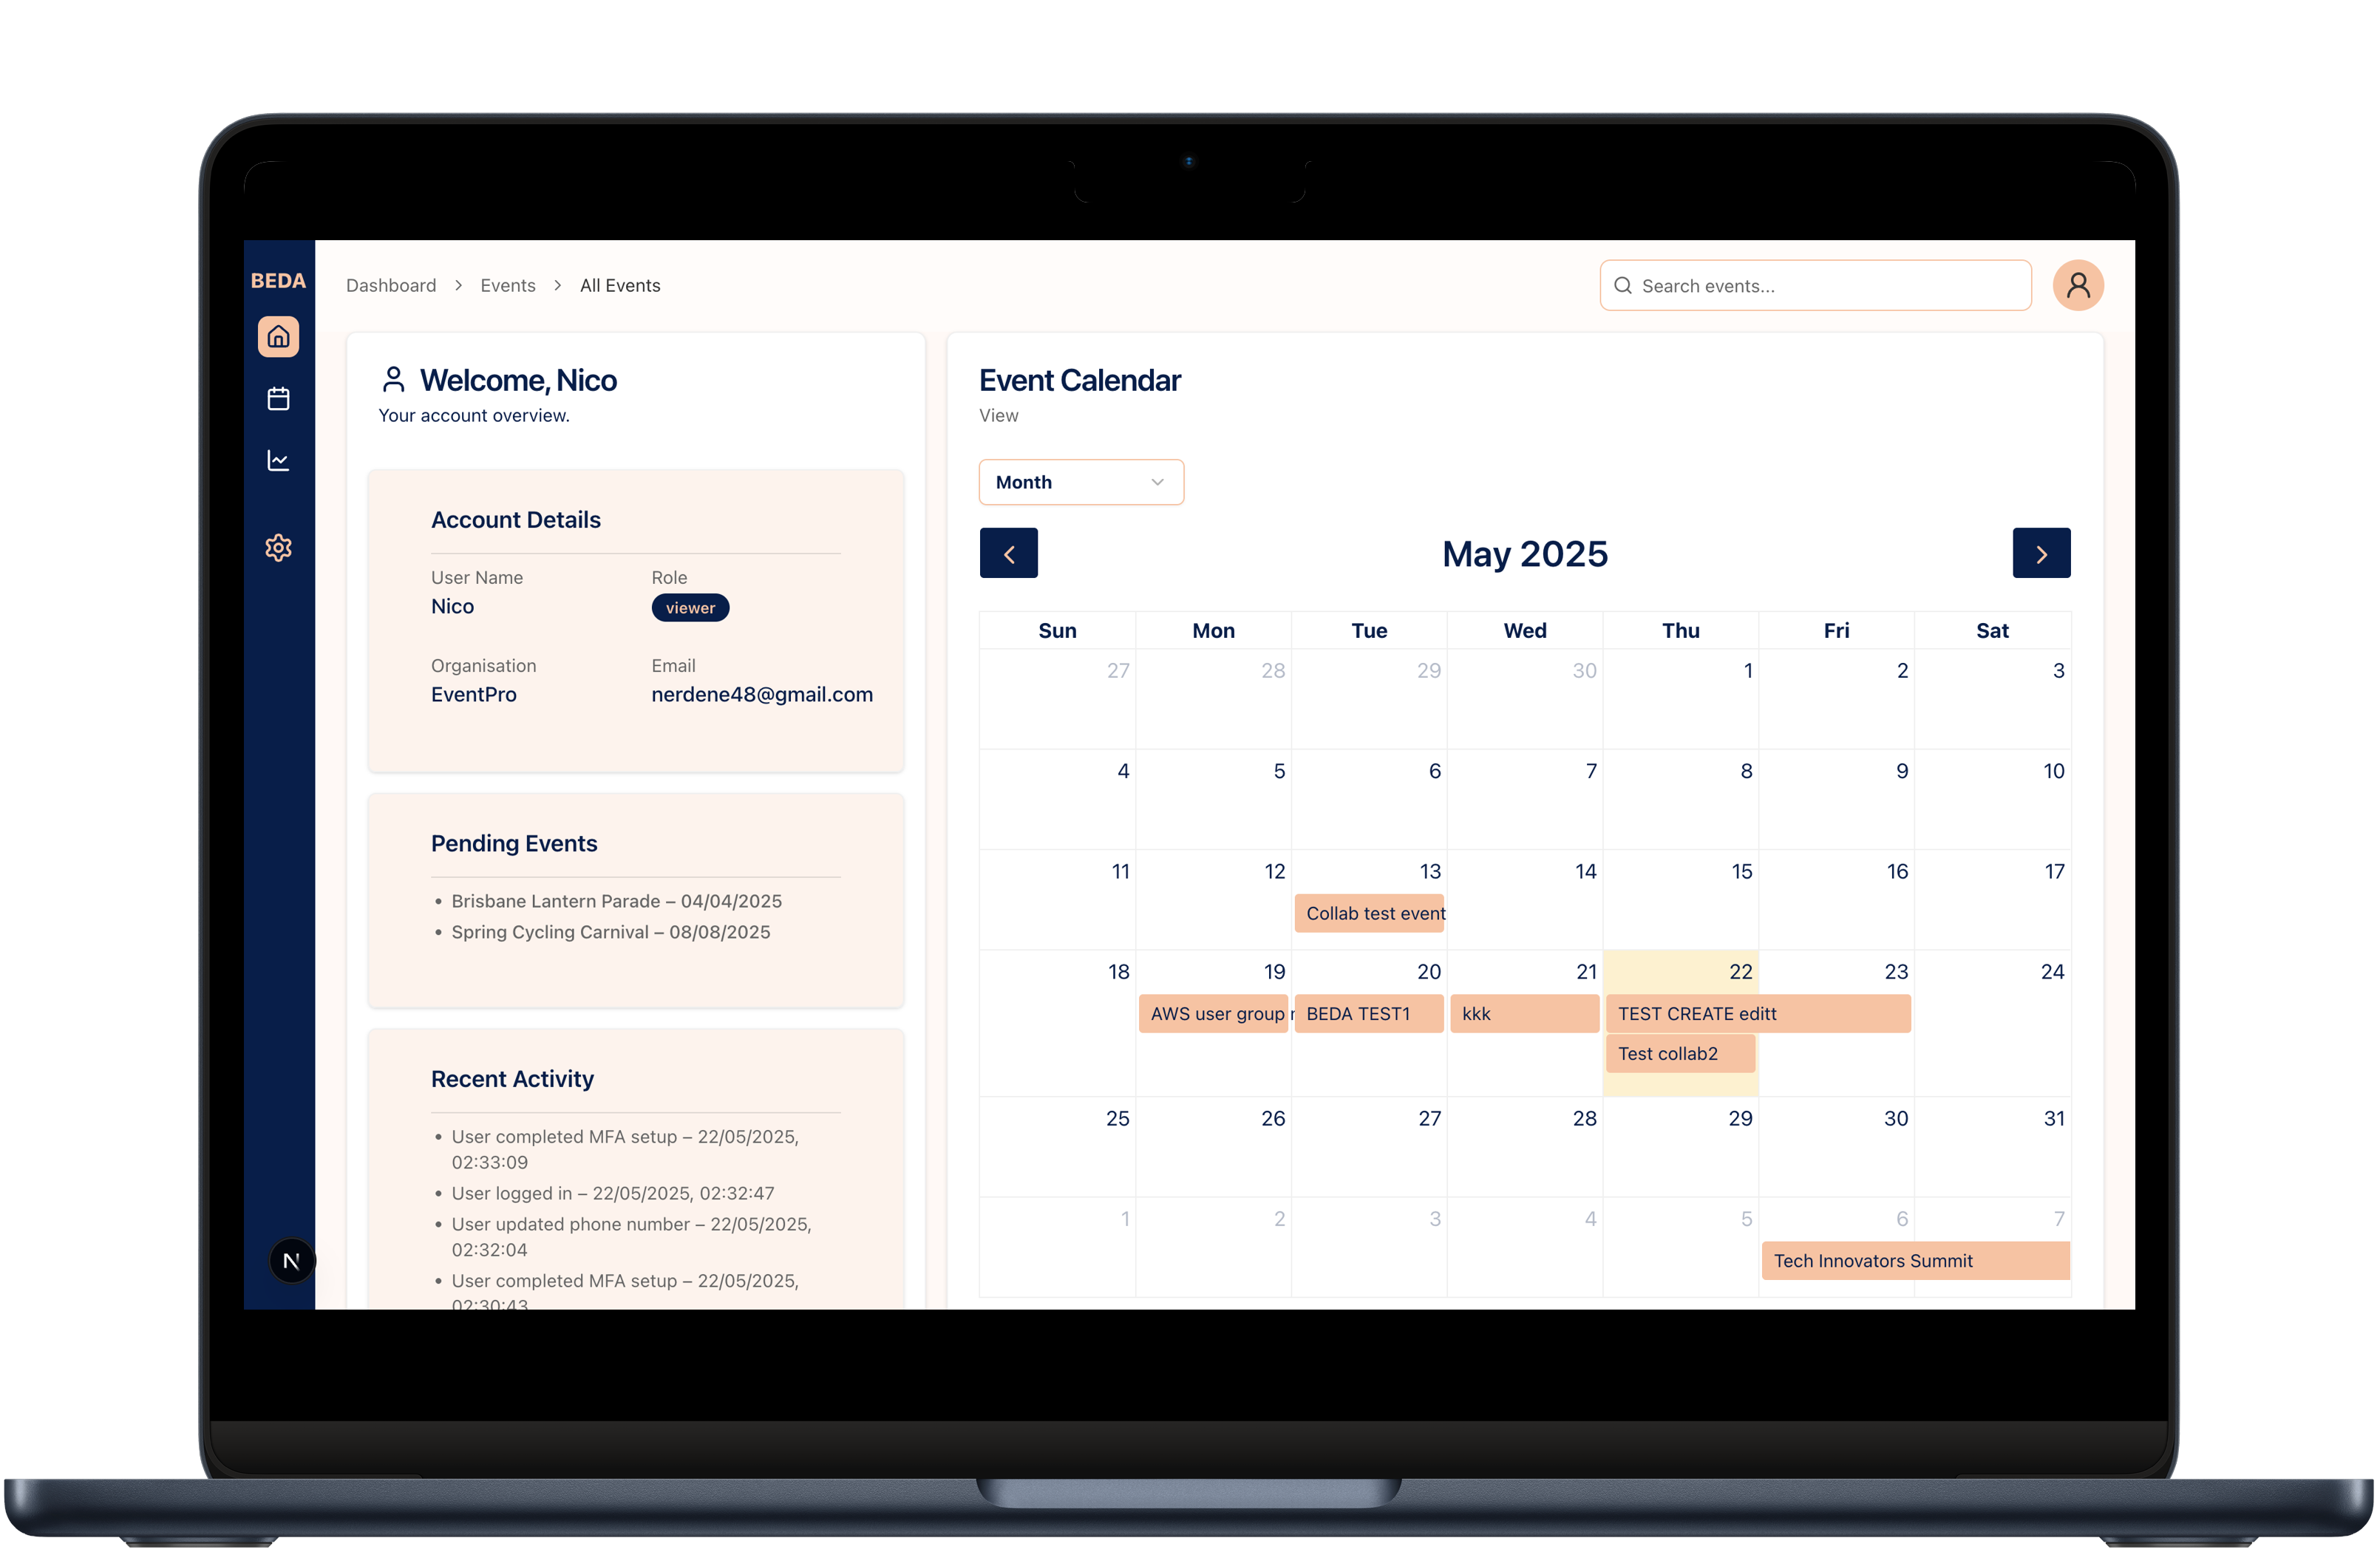 BEDA
Dashboard > Events > All Events
Search events...
Welcome, Nico
Your account overview.
Account Details
User Name
Role
Nico
viewer
Organisation
Email
EventPro
nerdene48@gmail.com
Pending Events
• Brisbane Lantern Parade – 04/04/2025
• Spring Cycling Carnival – 08/08/2025
Recent Activity
• User completed MFA setup – 22/05/2025,
02:33:09
• User logged in – 22/05/2025, 02:32:47
• User updated phone number – 22/05/2025,
02:32:04
• User completed MFA setup – 22/05/2025,
02:30:43
N
Event Calendar
View
Month
May 2025
Sun Mon Tue Wed Thu Fri Sat
27 28 29 30 1 2 3
4 5 6 7 8 9 10
11 12 13 14 15 16 17
Collab test event
18 19 20 21 22 23 24
AWS user group BEDA TEST1 kkk TEST CREATE editt
Test collab2
25 26 27 28 29 30 31
1 2 3 4 5 6 7
Tech Innovators Summit